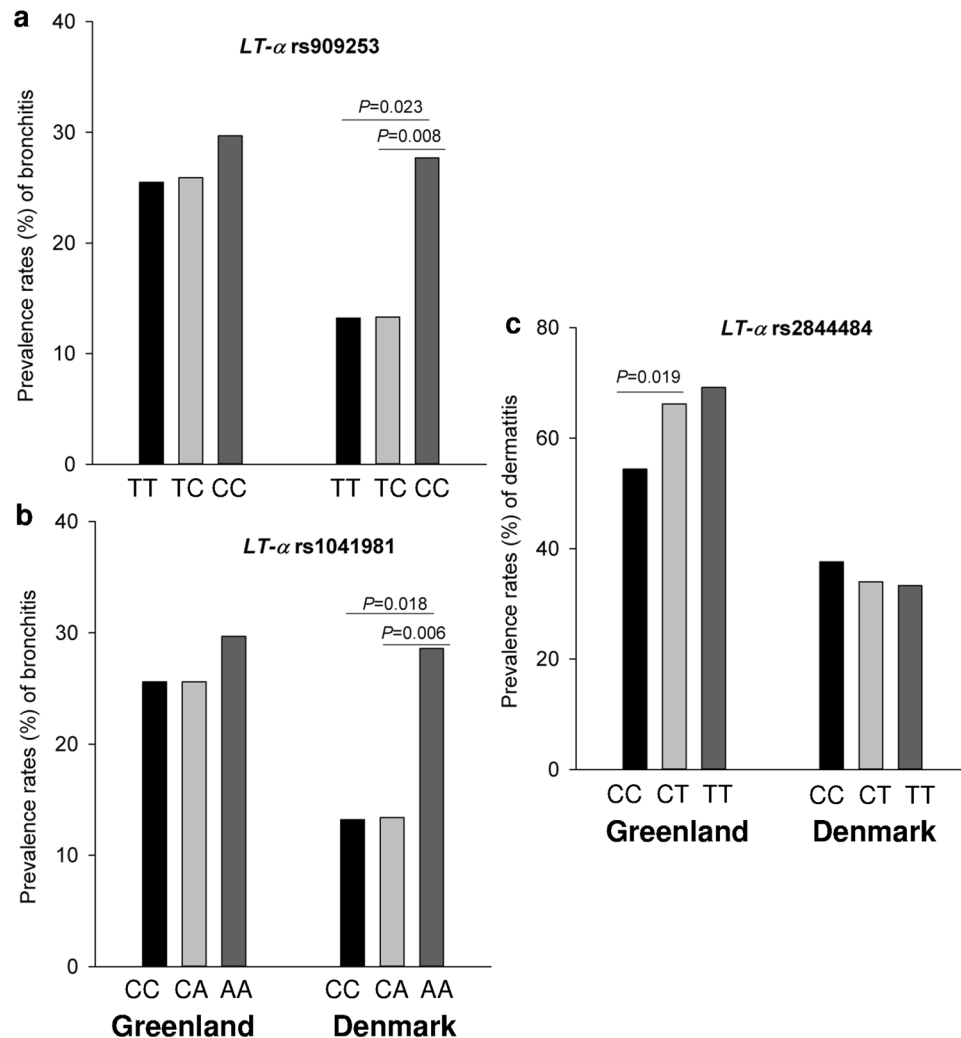 a
LT-α rs909253
Prevalence rates (%) of bronchitis
40
30
20
10
0
P=0.023
P=0.008
TT TC CC TT TC CC
b
LT-α rs1041981
Prevalence rates (%) of bronchitis
40
30
20
10
0
P=0.018
P=0.006
CC CA AA CC CA AA
Greenland Denmark
c
LT-α rs2844484
Prevalence rates (%) of dermatitis
80
60
40
20
0
P=0.019
CC CT TT CC CT TT
Greenland Denmark